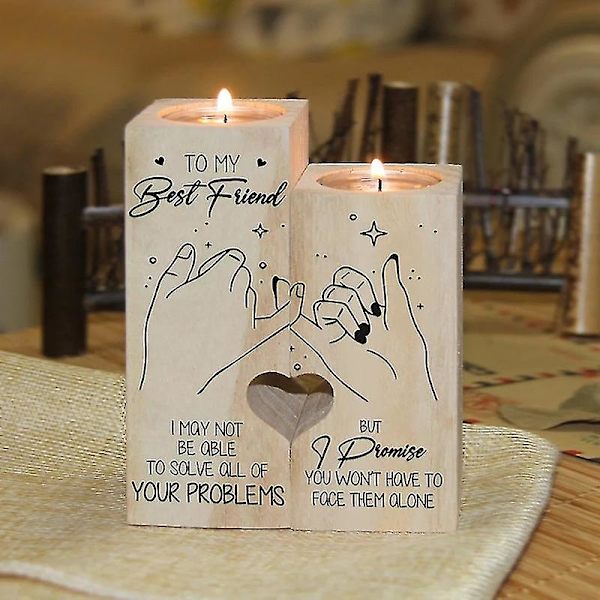 TO MY
Best Friend
I MAY NOT
BE ABLE
TO SOLVE ALL OF
YOUR PROBLEMS
BUT
I Promise
YOU WON'T HAVE TO
FACE THEM ALONE